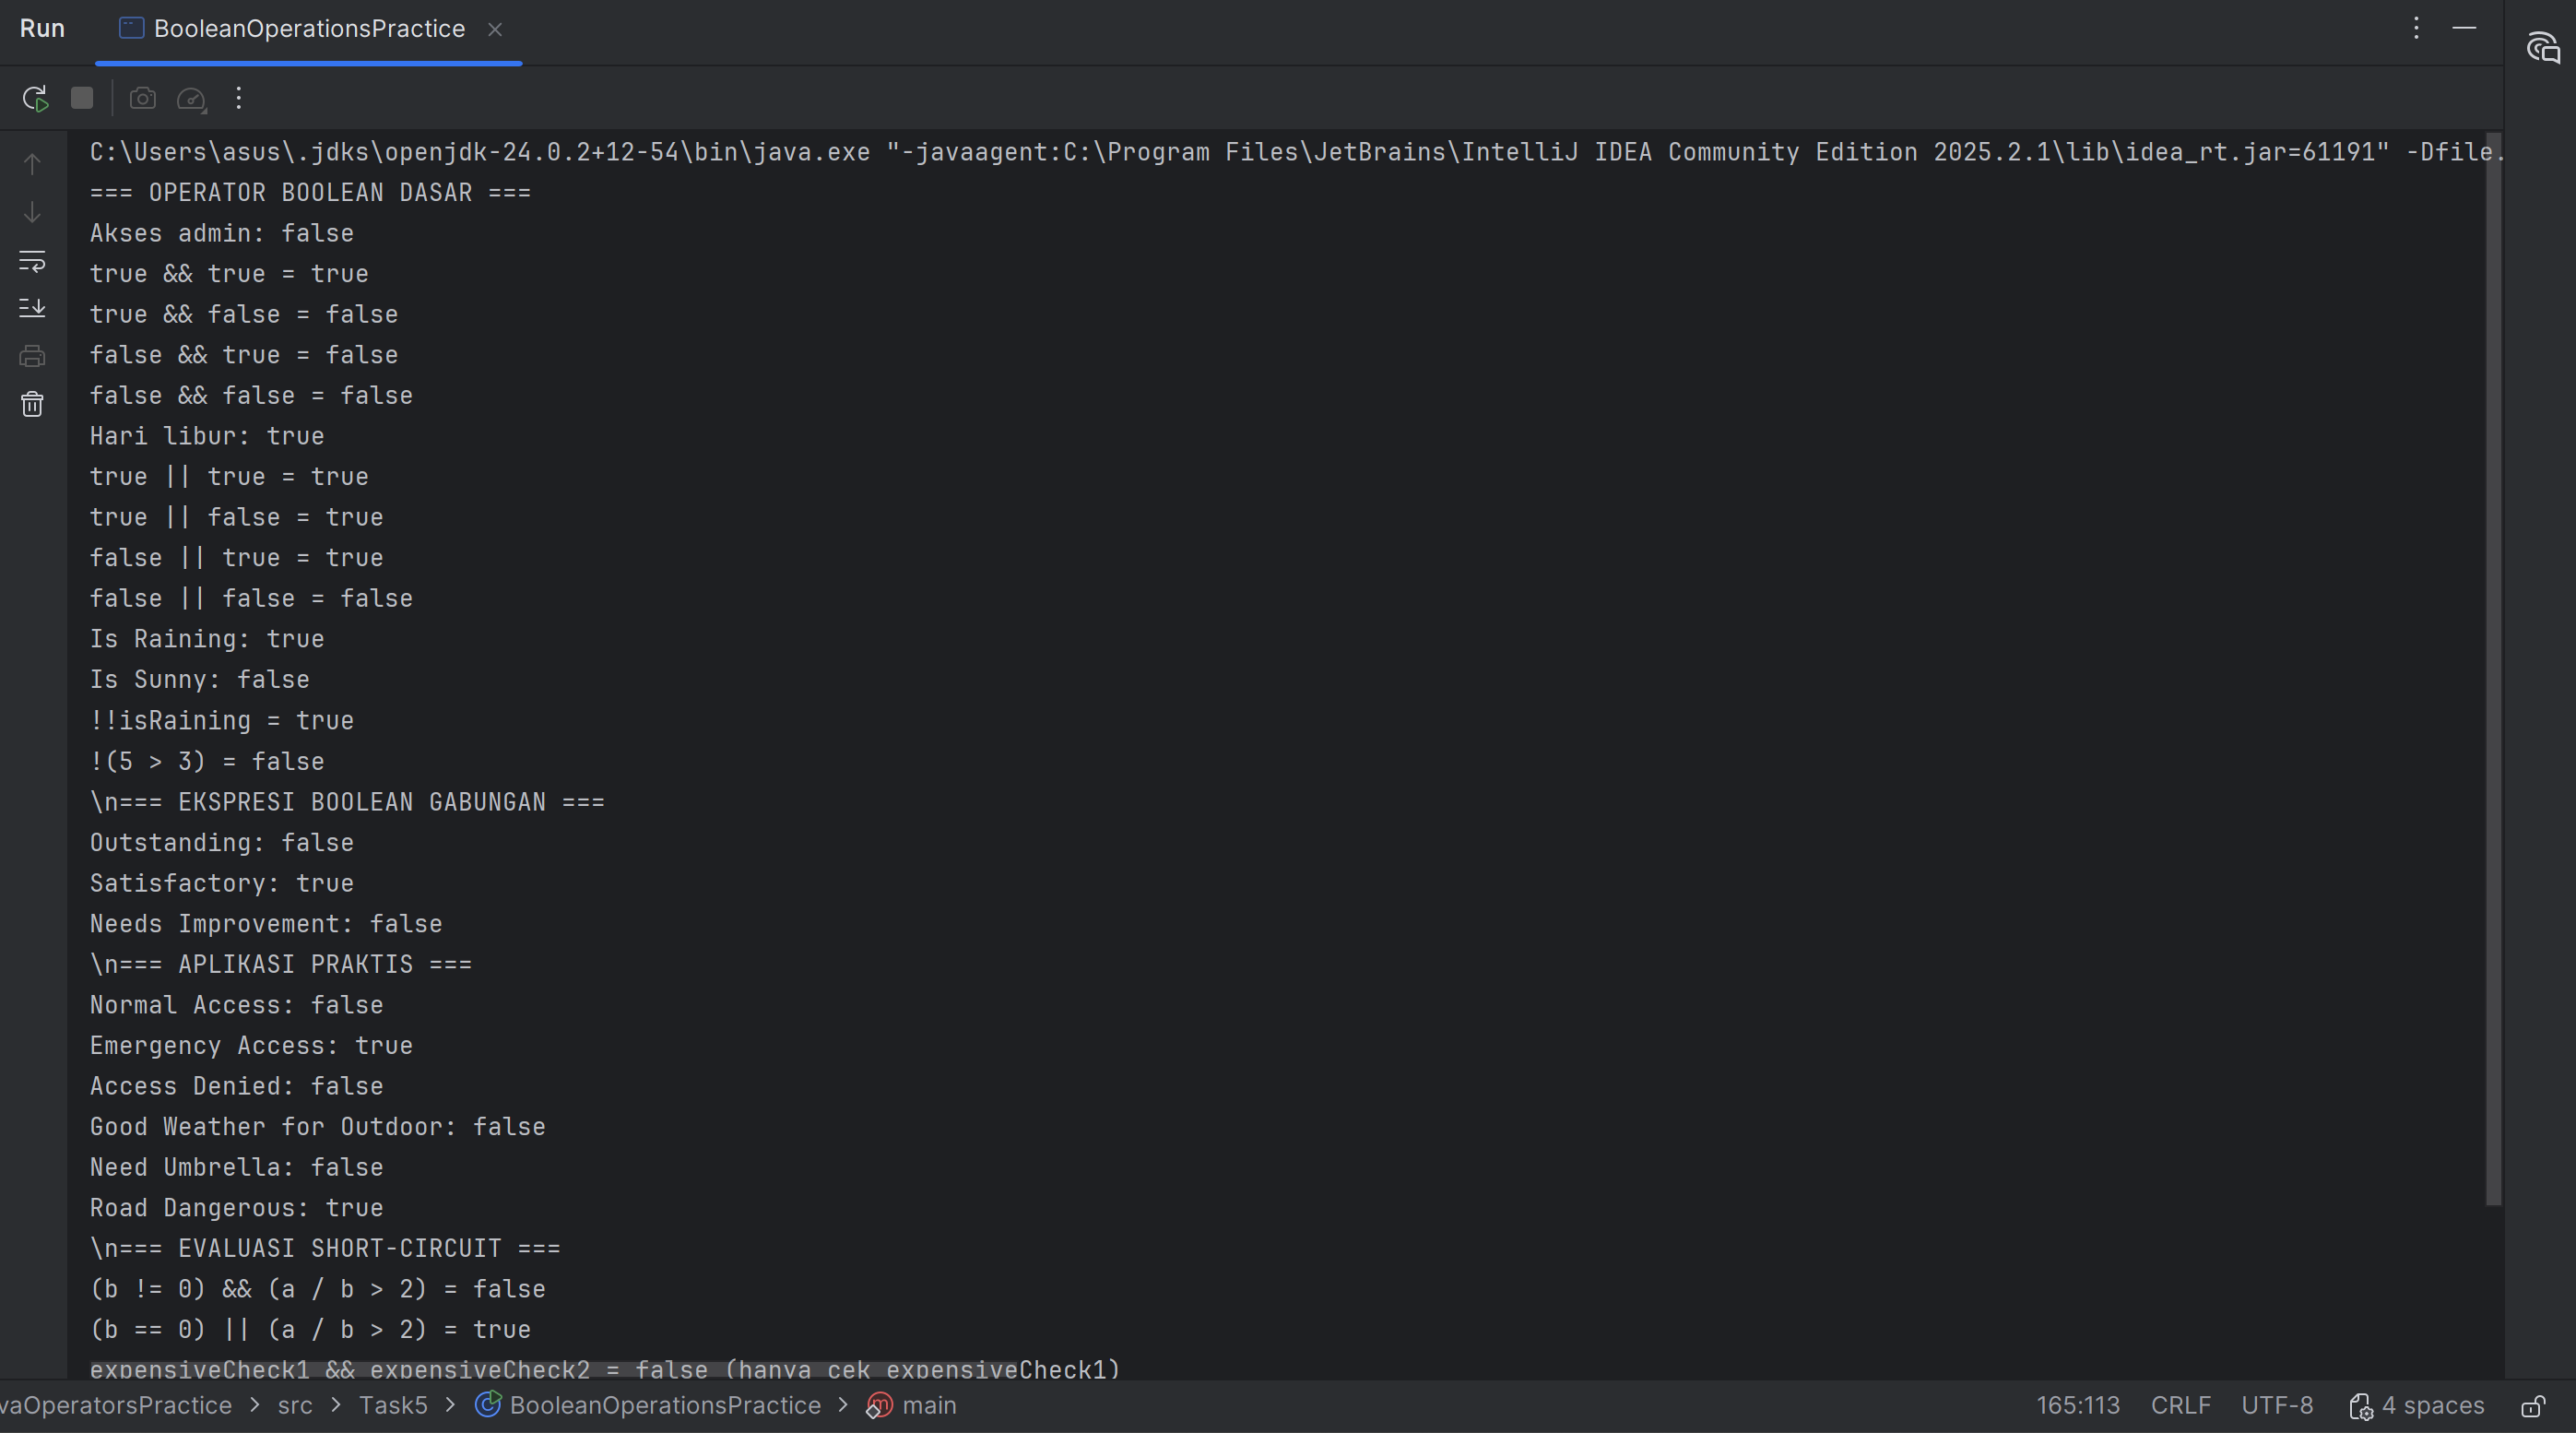 Run BooleanOperationsPractice
C:\Users\asus\.jdks\openjdk-24.0.2+12-54\bin\java.exe "-javaagent:C:\Program Files\JetBrains\IntelliJ IDEA Community Edition 2025.2.1\lib\idea_rt.jar=61191" -Dfile.
=== OPERATOR BOOLEAN DASAR ===
Akses admin: false
true && true = true
true && false = false
false && true = false
false && false = false
Hari libur: true
true || true = true
true || false = true
false || true = true
false || false = false
Is Raining: true
Is Sunny: false
!!isRaining = true
!(5 > 3) = false
\n=== EKSPRESI BOOLEAN GABUNGAN ===
Outstanding: false
Satisfactory: true
Needs Improvement: false
\n=== APLIKASI PRAKTIS ===
Normal Access: false
Emergency Access: true
Access Denied: false
Good Weather for Outdoor: false
Need Umbrella: false
Road Dangerous: true
\n=== EVALUASI SHORT-CIRCUIT ===
(b != 0) && (a / b > 2) = false
(b == 0) || (a / b > 2) = true
expensiveCheck1 && expensiveCheck2 = false (hanya cek expensiveCheck1)
vaOperatorsPractice > src > Task5 > BooleanOperationsPractice > main 165:113 CRLF UTF-8 4 spaces